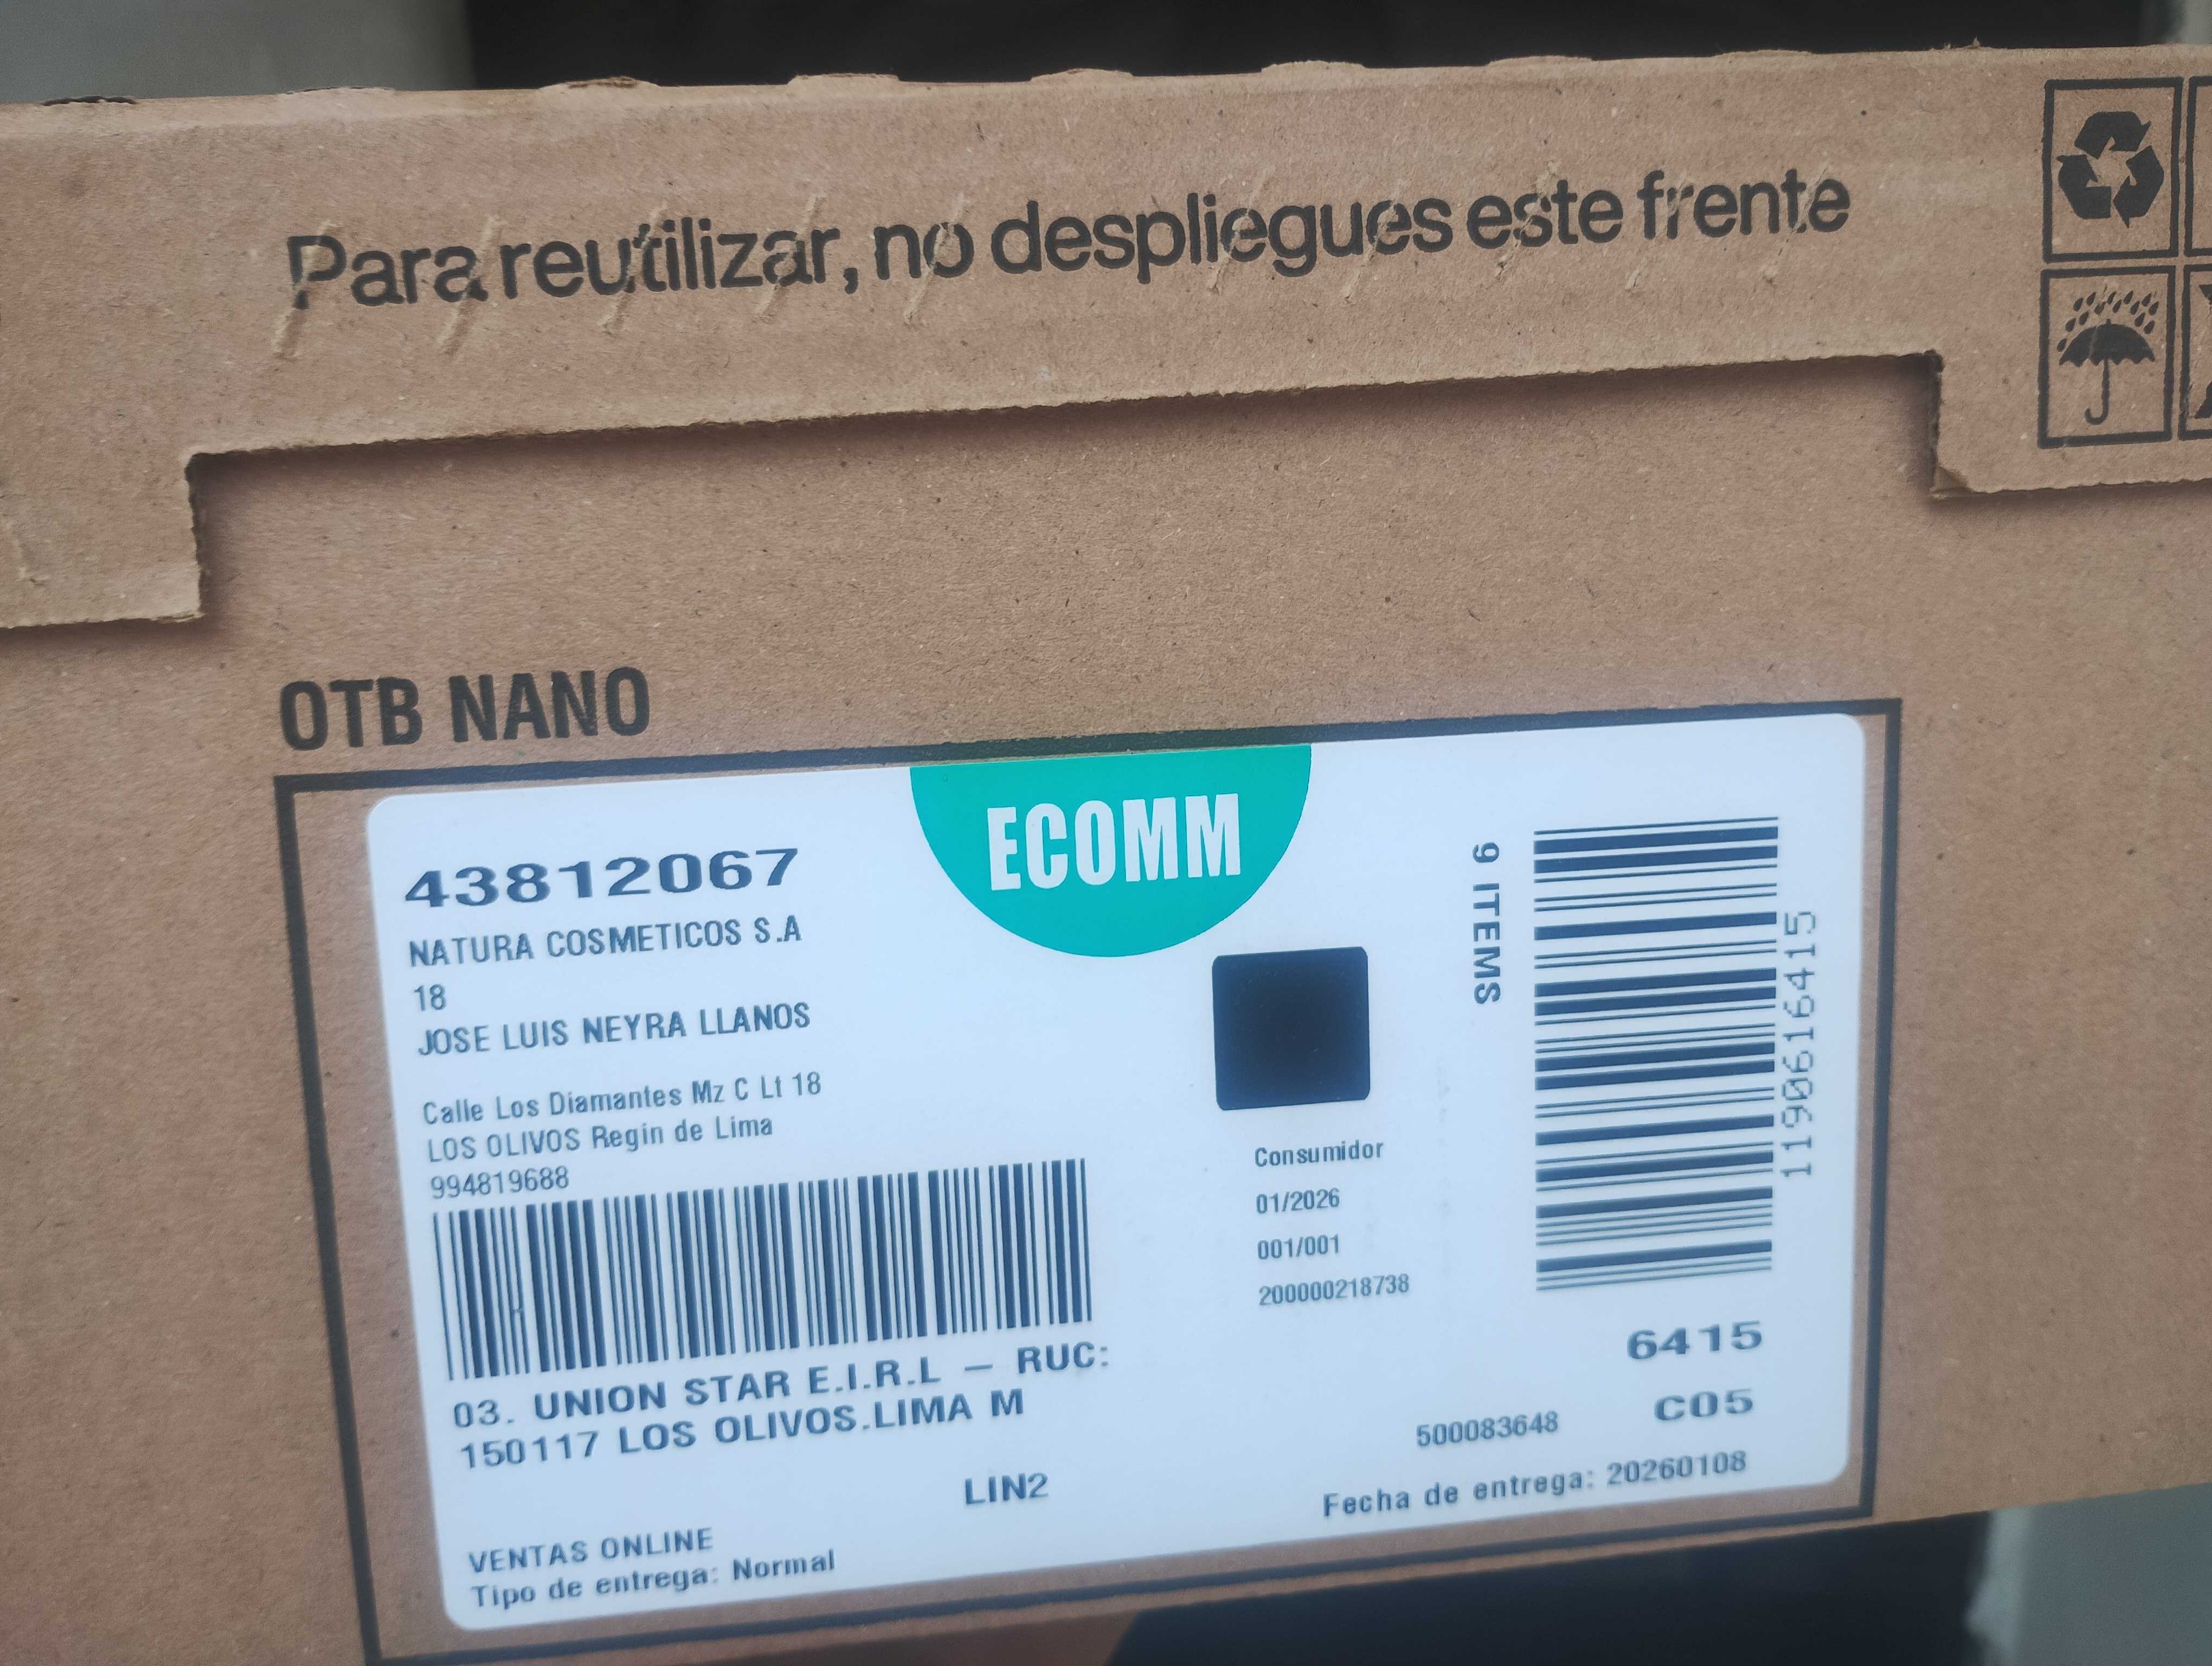 Para reutilizar, no despliegues este frente
OTB NANO
ECOMM
43812067
NATURA COSMETICOS S.A
18
JOSE LUIS NEYRA LLANOS
Calle Los Diamantes Mz C Lt 18
LOS OLIVOS Regin de Lima
994819688
03. UNION STAR E.I.R.L – RUC:
150117 LOS OLIVOS.LIMA M
LIN2
VENTAS ONLINE
Tipo de entrega: Normal
Consumidor
01/2026
001/001
200000218738
9 ITEMS
1190616415
6415
C05
500083648
Fecha de entrega: 20260108